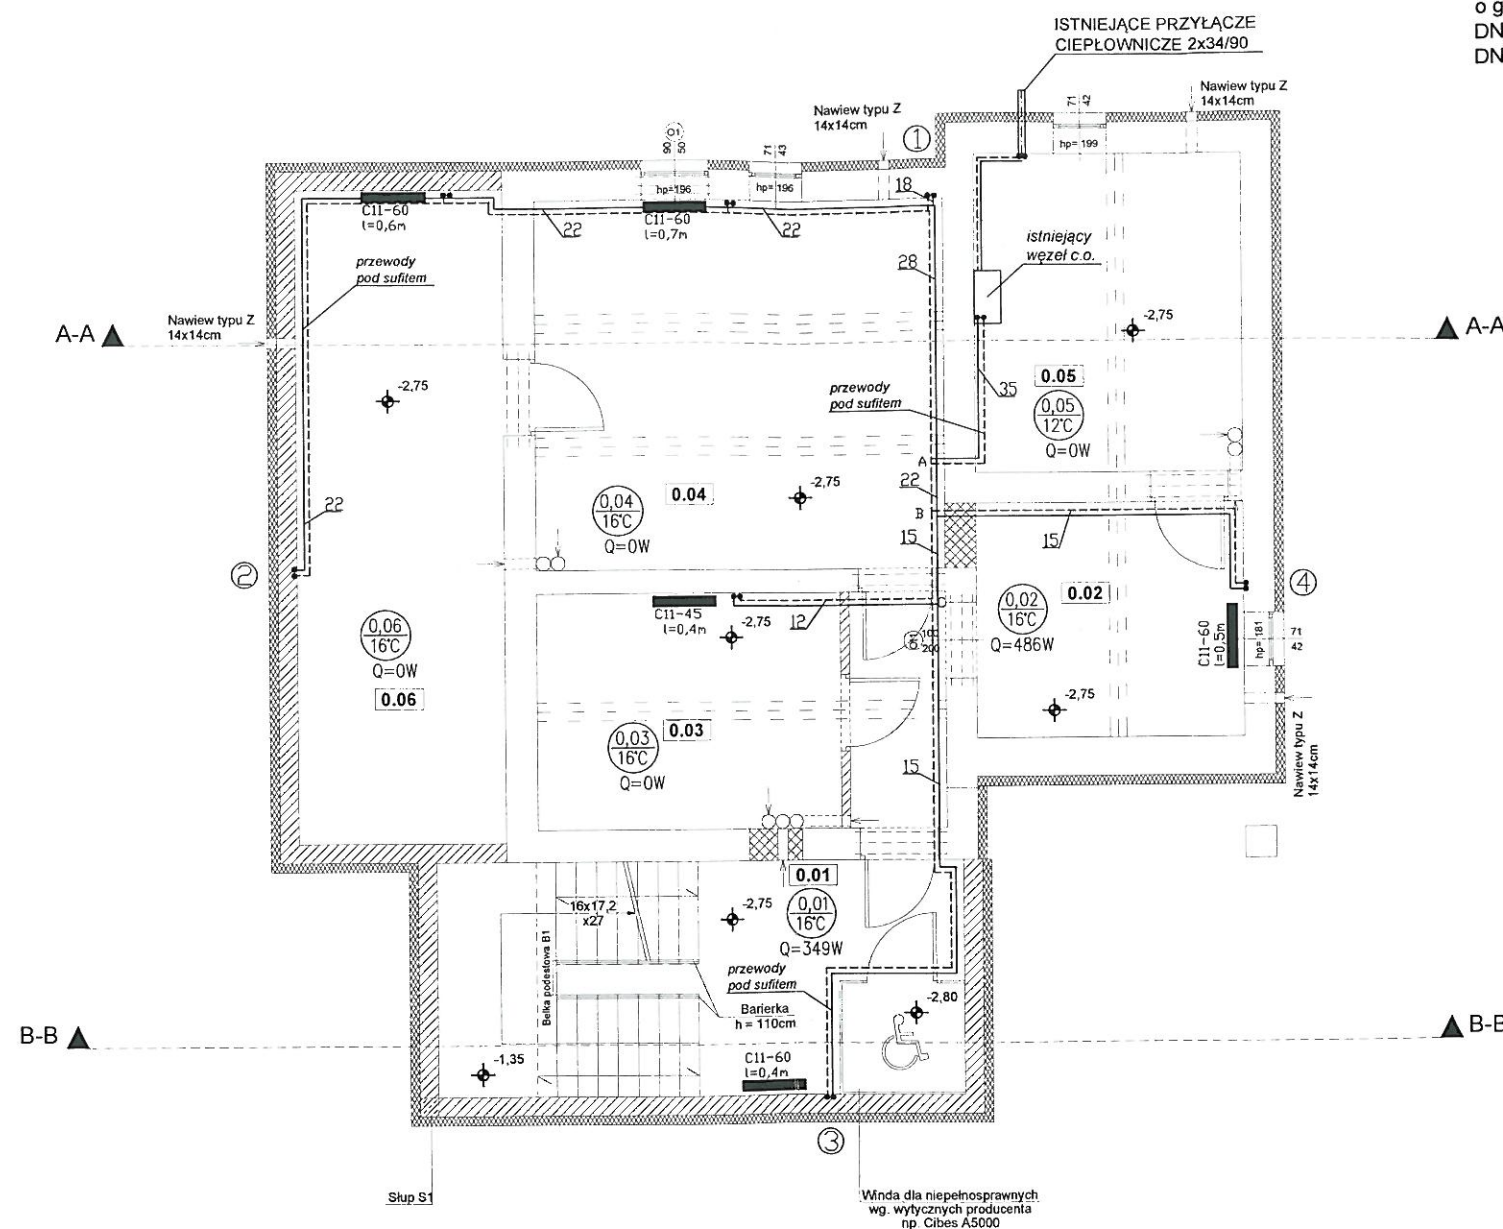 o g
DN
DN
ISTNIEJĄCE PRZYŁĄCZE
CIEPŁOWNICZE 2x34/90
Nawiew typu Z
14x14cm
Nawiew typu Z
14x14cm
1
71
42
hp= 199
90
50
O1
hp=196
71
43
hp= 196
18
C11-60
l=0,6m
22
C11-60
l=0,7m
22
28
istniejący
węzeł c.o.
przewody
pod sufitem
A-A
Nawiew typu Z
14x14cm
-2,75
A-A
-2,75
przewody
pod sufitem
35
0.05
0,05
12°C
Q=0W
A
22
22
0,04
16°C
Q=0W
0.04
-2,75
B
15
15
2
4
C11-45
l=0,4m
-2,75
12
100
200
0,02
16°C
Q=486W
0.02
C11-60
l=0,5m
hp= 181
71
42
0,06
16°C
Q=0W
0.06
-2,75
0,03
16°C
Q=0W
0.03
15
Nawiew typu Z
14x14cm
0.01
0,01
16°C
Q=349W
-2,75
16x17,2
x27
Belka podestowa B1
przewody
pod sufitem
Barierka
h = 110cm
-2,80
B-B
B-B
-1,35
C11-60
l=0,4m
3
Słup S1
Winda dla niepełnosprawnych
wg. wytycznych producenta
np. Cibes A5000